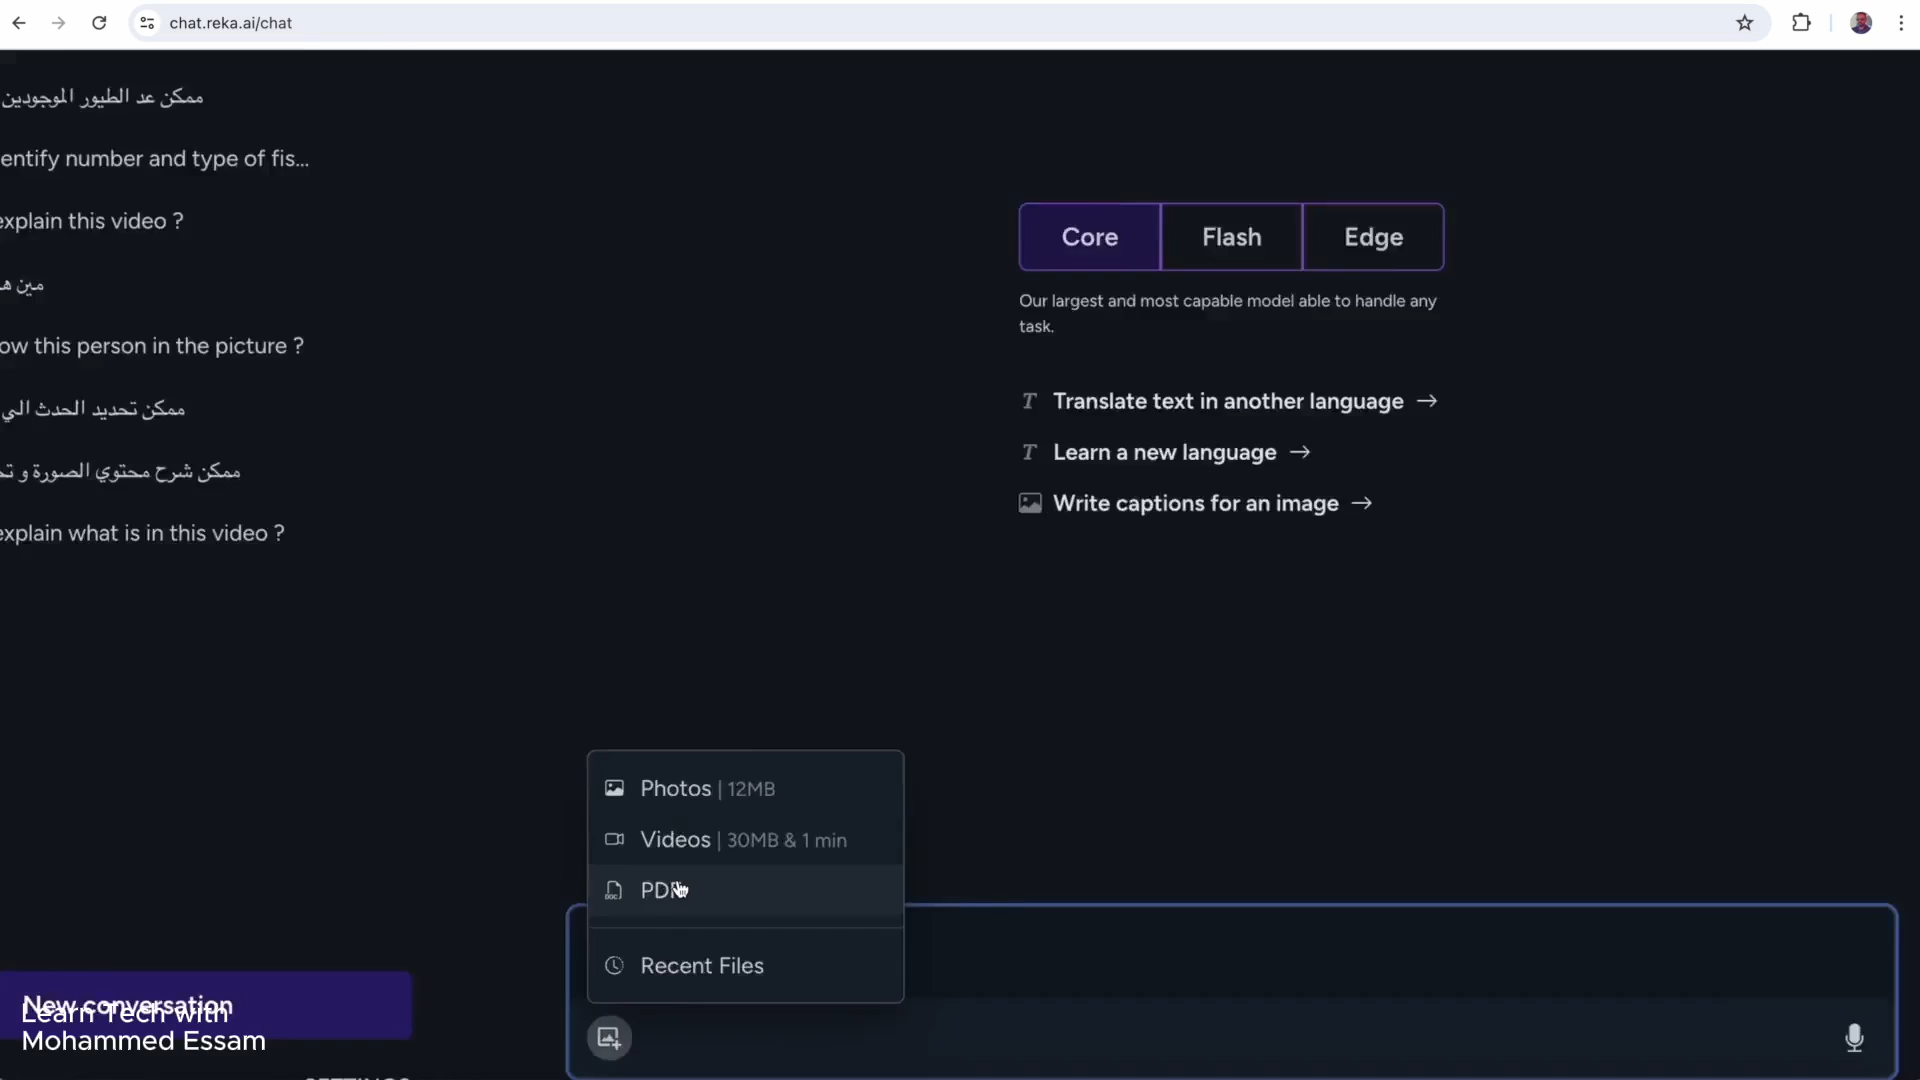 chat.reka.ai/chat
ممكن عد الطيور الموجودين
entify number and type of fis...
explain this video ?
مين
ow this person in the picture ?
ممكن تحديد الحدث الي
ممكن شرح محتوي الصورة و
explain what is in this video ?
Core
Flash
Edge
Our largest and most capable model able to handle any
task.
T Translate text in another language →
T Learn a new language →
Write captions for an image →
Photos | 12MB
Videos | 30MB & 1 min
PDF
Recent Files
New conversation
Learn Tech with
Mohammed Essam